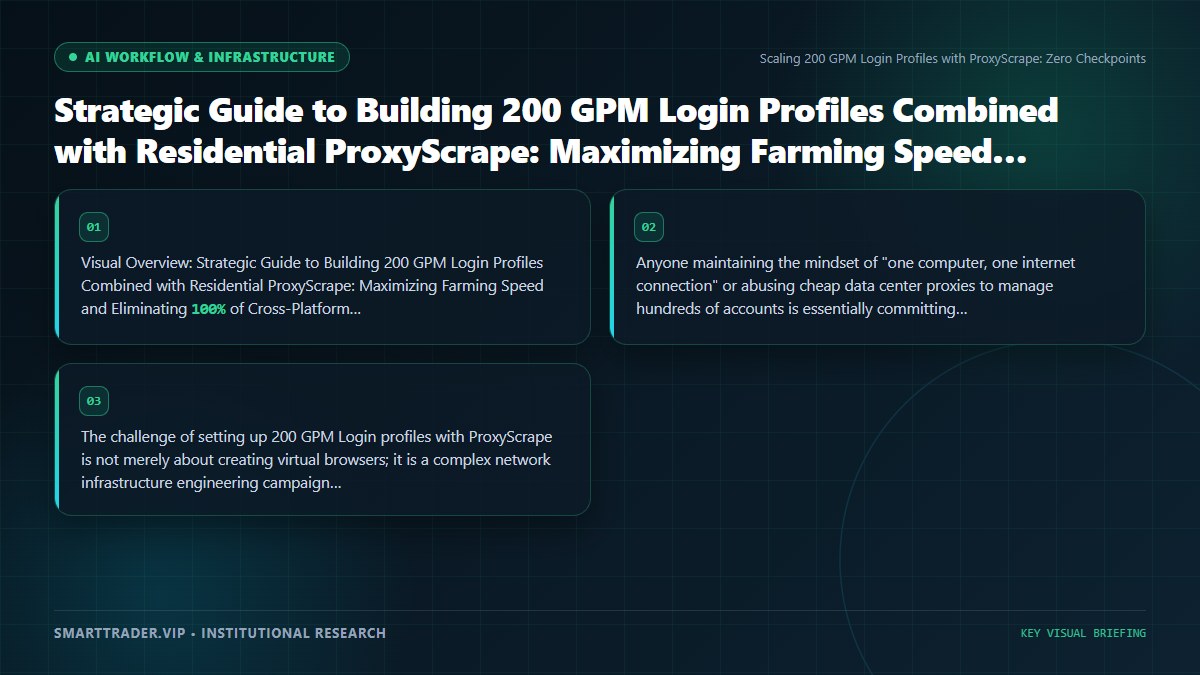 AI WORKFLOW & INFRASTRUCTURE
Scaling 200 GPM Login Profiles with ProxyScrape: Zero Checkpoints
Strategic Guide to Building 200 GPM Login Profiles Combined
with Residential ProxyScrape: Maximizing Farming Speed...
01
Visual Overview: Strategic Guide to Building 200 GPM Login Profiles
Combined with Residential ProxyScrape: Maximizing Farming Speed
and Eliminating 100% of Cross-Platform...
02
Anyone maintaining the mindset of "one computer, one internet
connection" or abusing cheap data center proxies to manage
hundreds of accounts is essentially committing...
03
The challenge of setting up 200 GPM Login profiles with ProxyScrape
is not merely about creating virtual browsers; it is a complex network
infrastructure engineering campaign...
SMARTTRADER.VIP • INSTITUTIONAL RESEARCH
KEY VISUAL BRIEFING